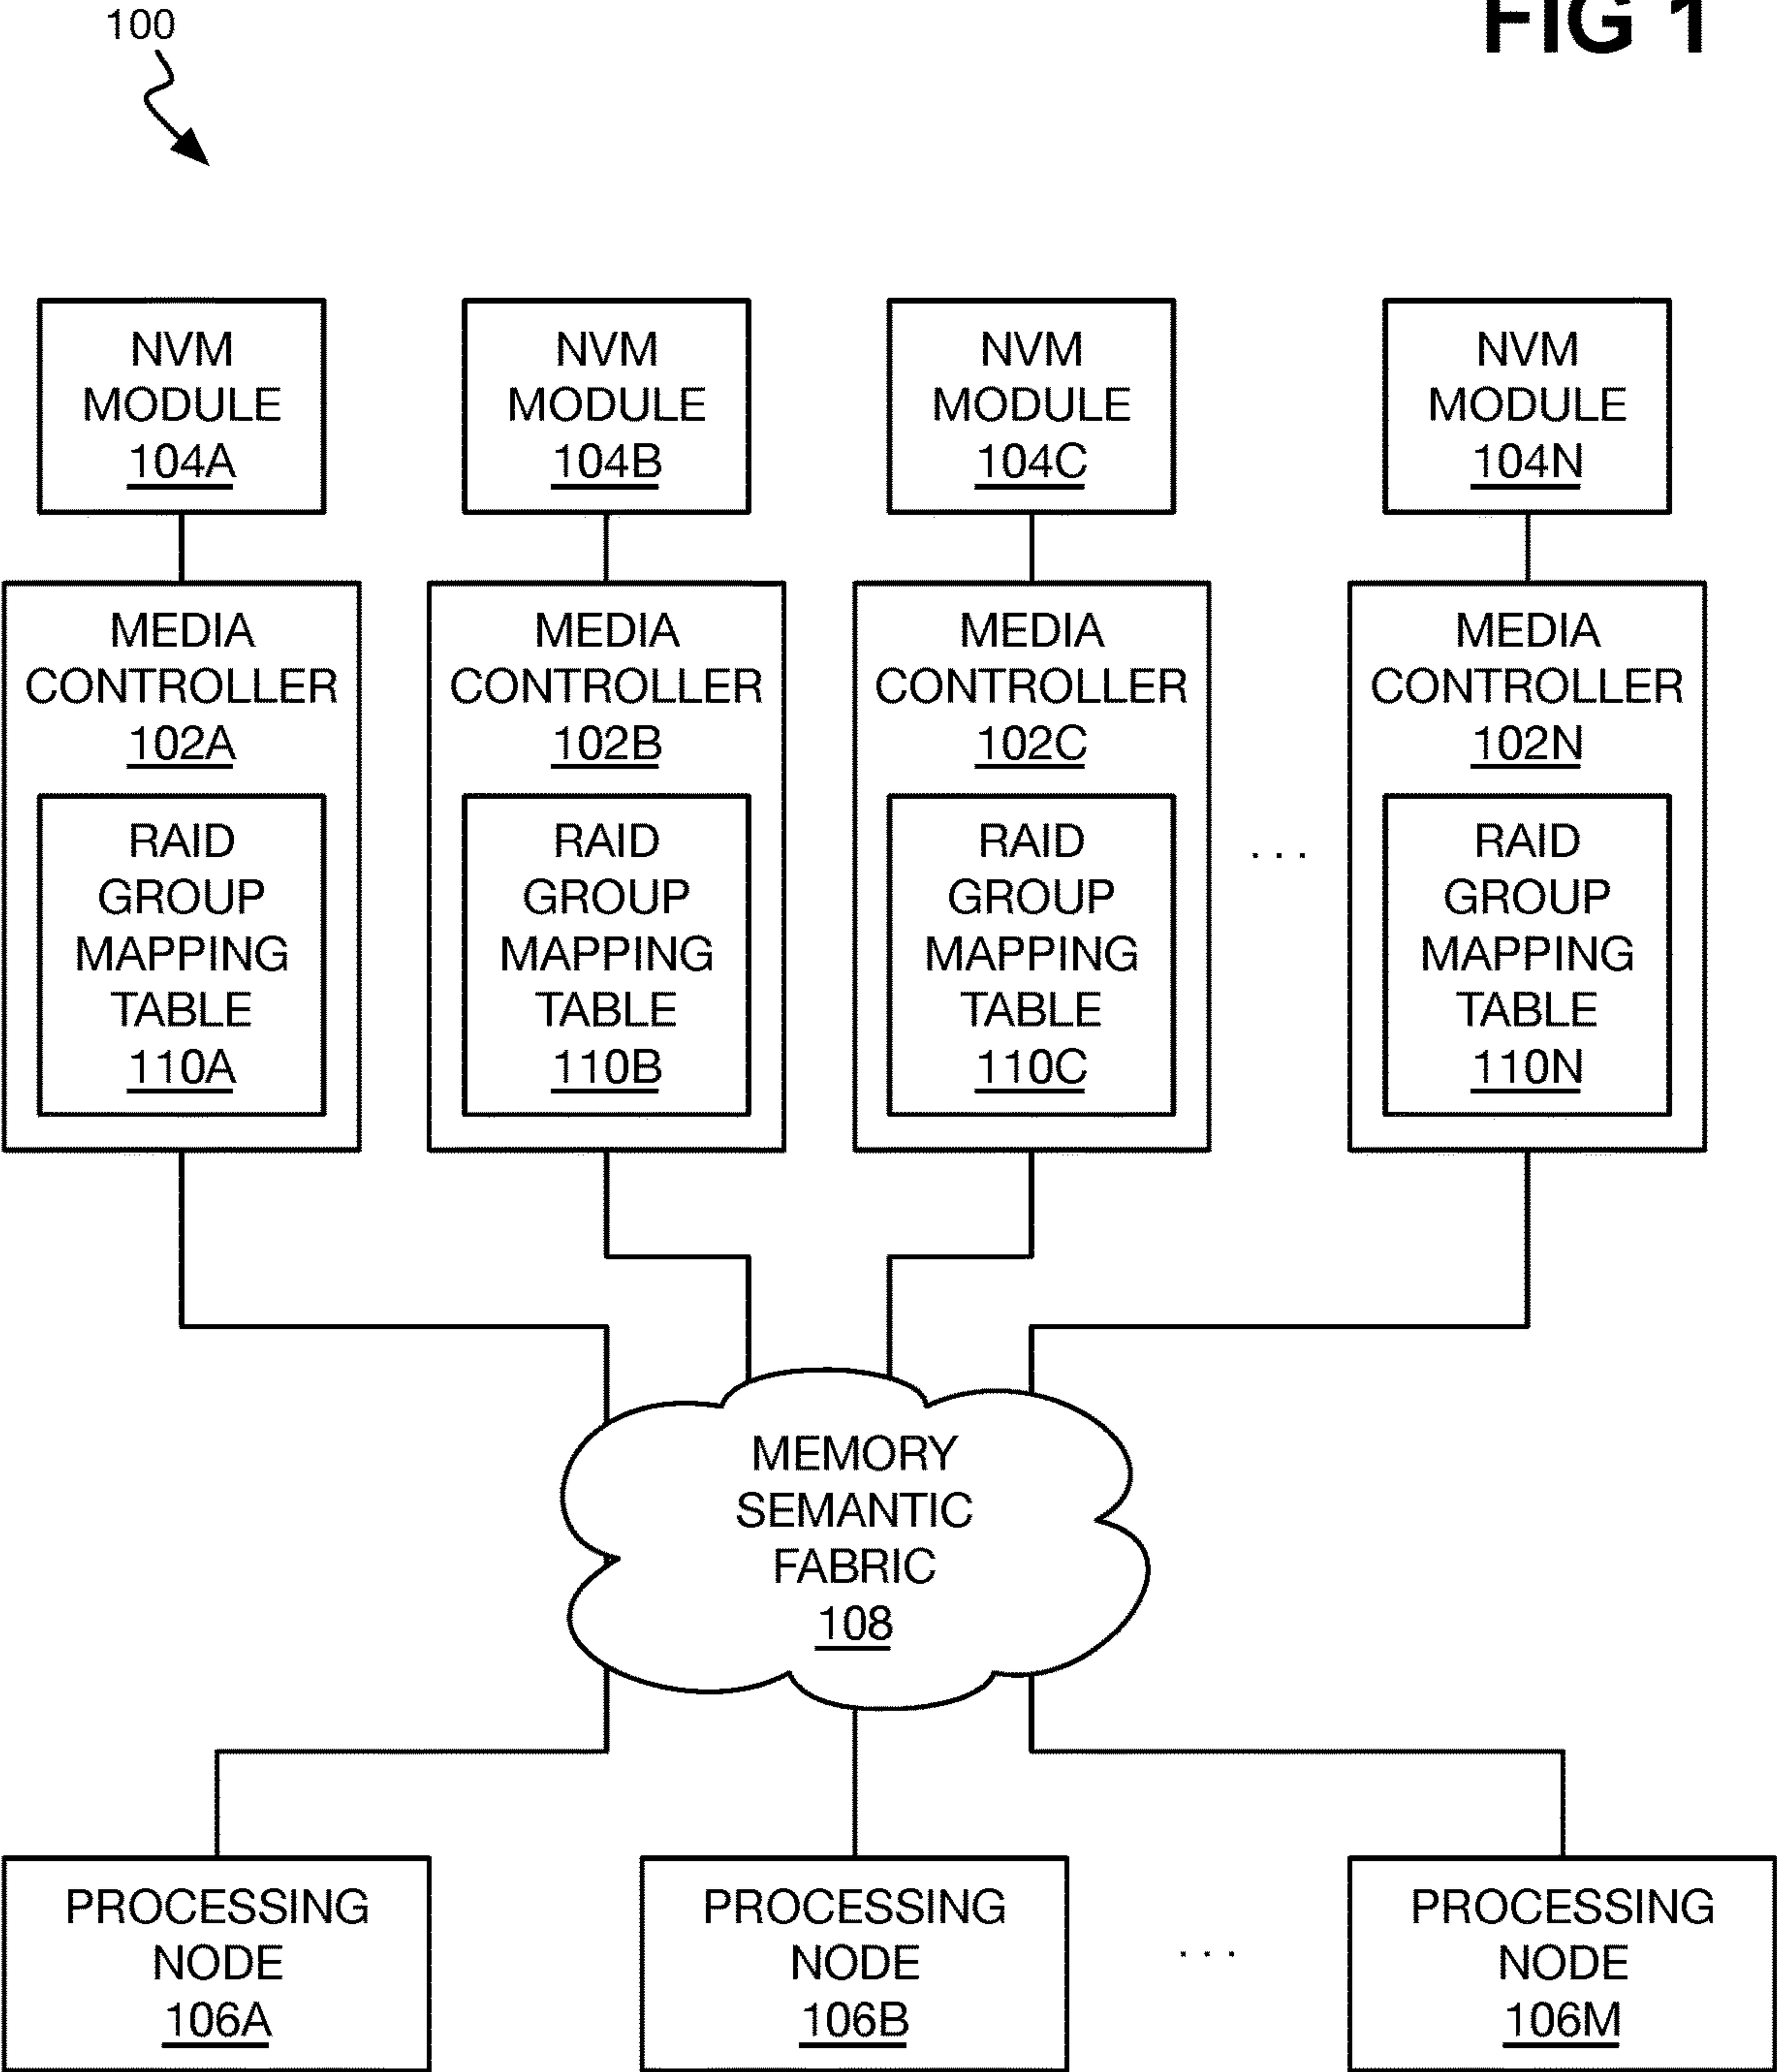 FIG 1
100
NVM
MODULE
104A
NVM
MODULE
104B
NVM
MODULE
104C
NVM
MODULE
104N
MEDIA
CONTROLLER
102A
RAID
GROUP
MAPPING
TABLE
110A
MEDIA
CONTROLLER
102B
RAID
GROUP
MAPPING
TABLE
110B
MEDIA
CONTROLLER
102C
RAID
GROUP
MAPPING
TABLE
110C
. . .
MEDIA
CONTROLLER
102N
RAID
GROUP
MAPPING
TABLE
110N
MEMORY
SEMANTIC
FABRIC
108
PROCESSING
NODE
106A
PROCESSING
NODE
106B
. . .
PROCESSING
NODE
106M